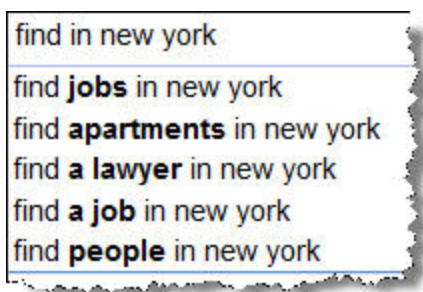 find in new york
find jobs in new york
find apartments in new york
find a lawyer in new york
find a job in new york
find people in new york